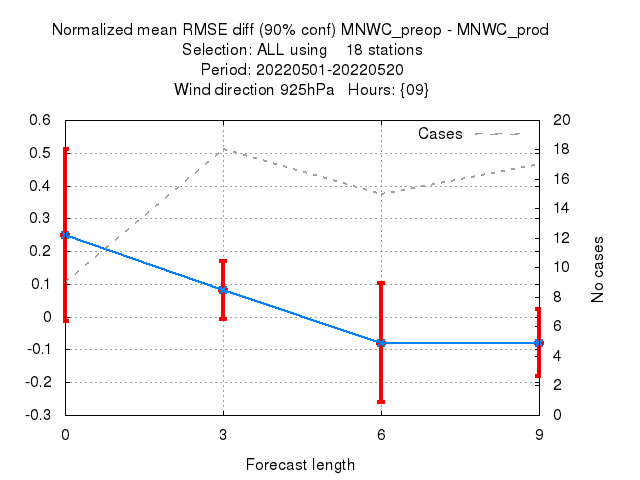 Normalized mean RMSE diff (90% conf) MNWC_preop - MNWC_prod
Selection: ALL using    18 stations
Period: 20220501-20220520
Wind direction 925hPa   Hours: {09}
Cases
0.6
0.5
0.4
0.3
0.2
0.1
0
-0.1
-0.2
-0.3
20
18
16
14
12
10
8
6
4
2
0
No cases
0 3 6 9
Forecast length